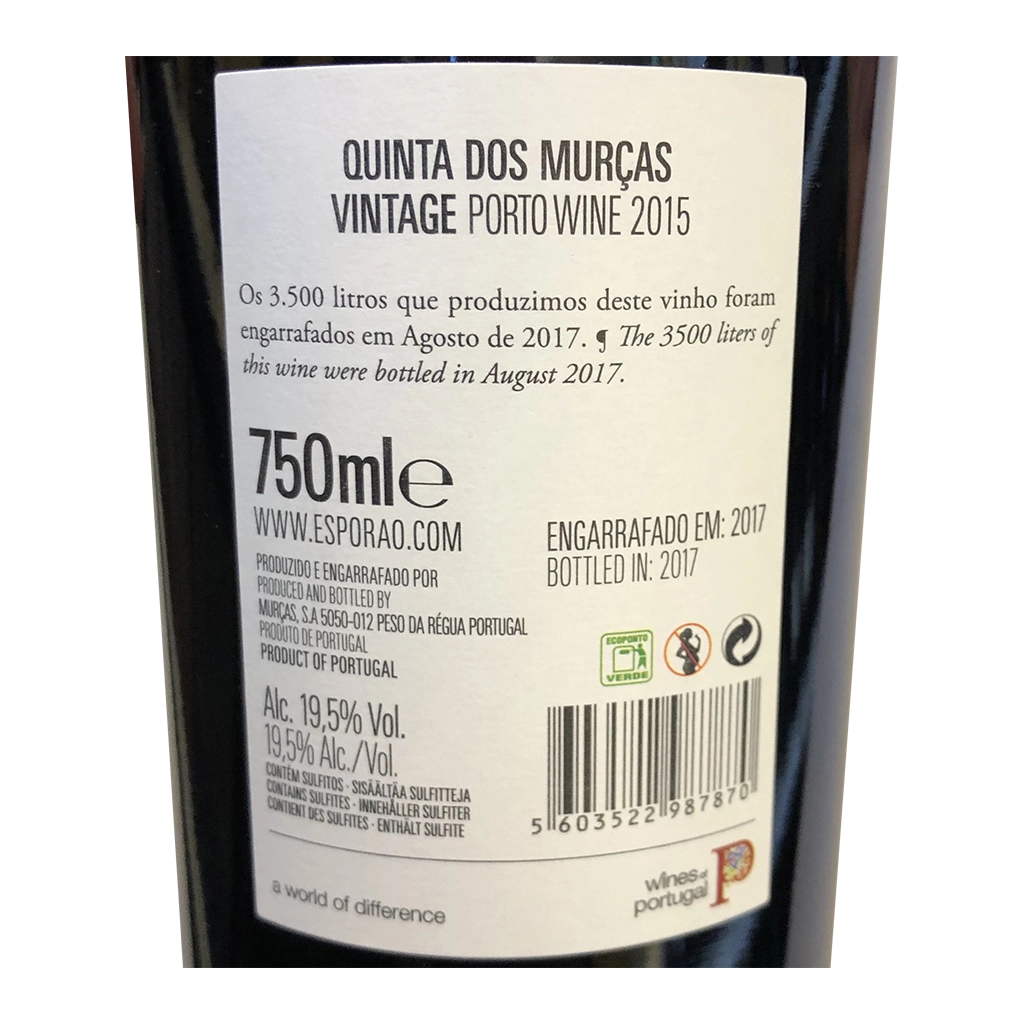 QUINTA DOS MURÇAS
VINTAGE PORTO WINE 2015
Os 3.500 litros que produzimos deste vinho foram
engarrafados em Agosto de 2017. ¶ The 3500 liters of
this wine were bottled in August 2017.
750ml℮
WWW.ESPORAO.COM
PRODUZIDO E ENGARRAFADO POR
PRODUCED AND BOTTLED BY
MURÇAS, S.A 5050-012 PESO DA RÉGUA PORTUGAL
PRODUTO DE PORTUGAL
PRODUCT OF PORTUGAL
ENGARRAFADO EM: 2017
BOTTLED IN: 2017
ECOPONTO
VERDE
Alc. 19,5% Vol.
19,5% Alc./Vol.
CONTÉM SULFITOS · SISÄÄLTÄÄ SULFITTEJA
CONTAINS SULFITES · INNEHÅLLER SULFITER
CONTIENT DES SULFITES · ENTHÄLT SULFITE
5 603522 987870
a world of difference
wines of
portugal